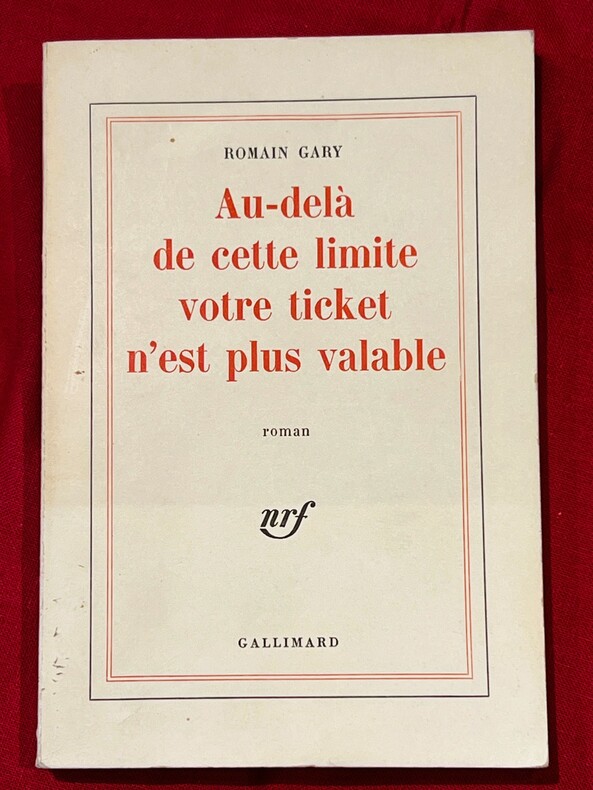 ROMAIN GARY
Au-delà
de cette limite
votre ticket
n'est plus valable
roman
nrf
GALLIMARD